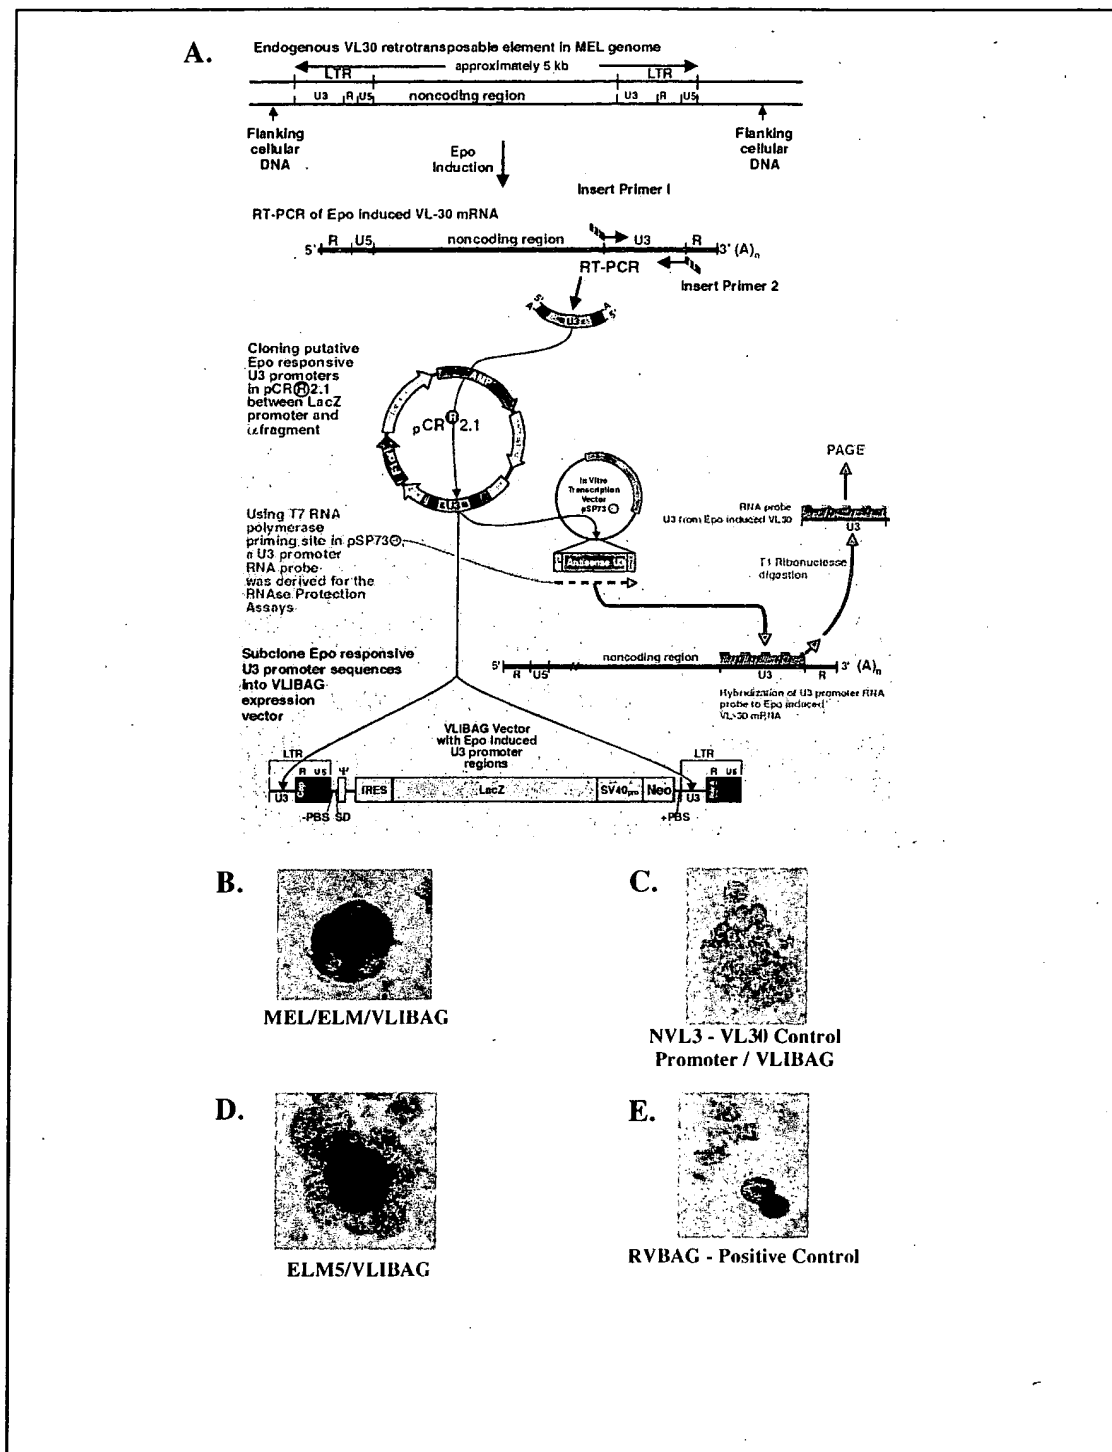 A.
Endogenous VL30 retrotransposable element in MEL genome
approximately 5 kb
LTR
LTR
U3 R U5 noncoding region U3 R U5
Flanking
cellular
DNA
Flanking
cellular
DNA
Epo
Induction
Insert Primer 1
RT-PCR of Epo induced VL-30 mRNA
R U5 noncoding region U3 R
5' 3' (A)n
RT-PCR
Insert Primer 2
5' A U3 A 5'
Cloning putative
Epo responsive
U3 promoters
in pCR®2.1
between LacZ
promoter and
αfragment
AMP
pCR®2.1
U3
PAGE
In Vitro
Transcription
Vector
pSP73
RNA probe
U3 from Epo induced VL30
U3
Using T7 RNA
polymerase
priming site in pSP73
a U3 promoter
RNA probe
was derived for the
RNAse Protection
Assays
Antisense U3
T1 Ribonuclease
digestion
Subclone Epo responsive
U3 promoter sequences
into VLIBAG
expression
vector
5' noncoding region 3' (A)n
R U5 U3 R
Hybridization of U3 promoter RNA
probe to Epo induced
VL-30 mRNA
VLIBAG Vector
with Epo Induced
U3 promoter
regions
LTR
LTR
R U5 Ψ R U5
U3 Cap IRES LacZ SV40pro Neo U3
-PBS SD +PBS
B.
MEL/ELM/VLIBAG
C.
NVL3 - VL30 Control
Promoter / VLIBAG
D.
ELM5/VLIBAG
E.
RVBAG - Positive Control